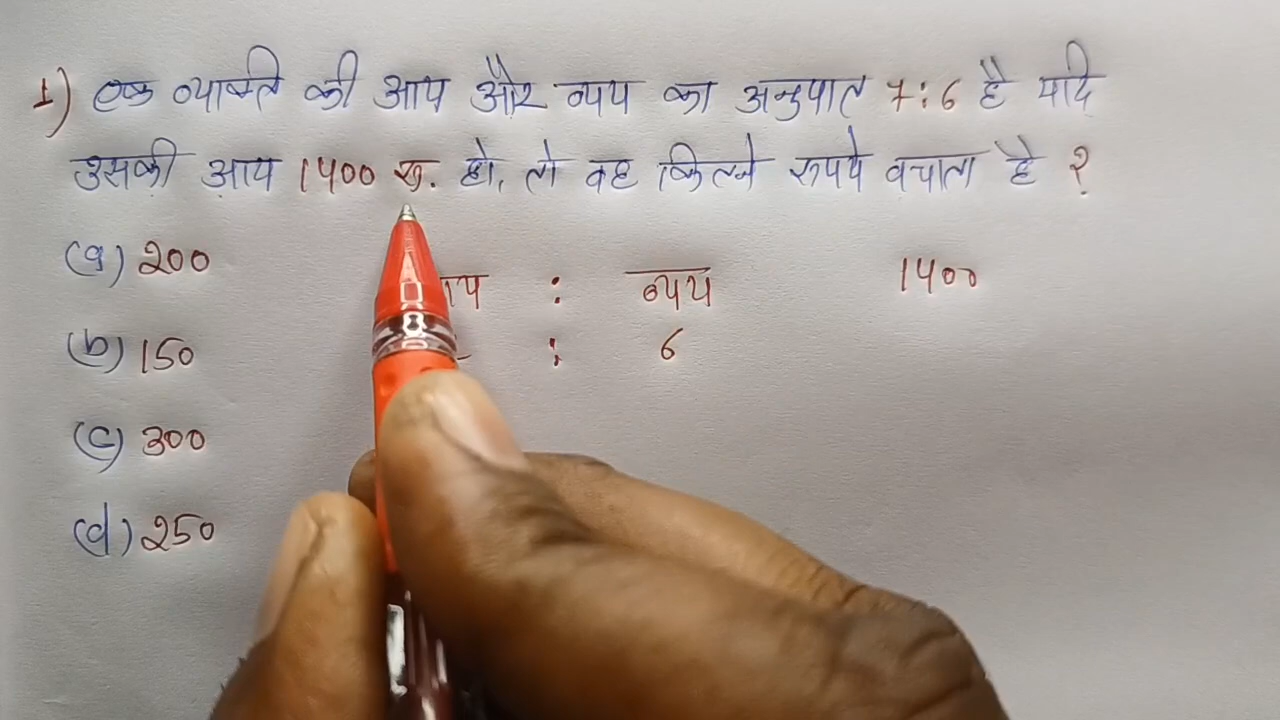 1) एक व्यक्ति की आय और व्यय का अनुपात 7:6 है यदि
उसकी आय 1400 रु. हो, तो वह कितने रुपये बचाता है ?
(a) 200
: व्यय
1400
(b) 150
: 6
(c) 300
(d) 250